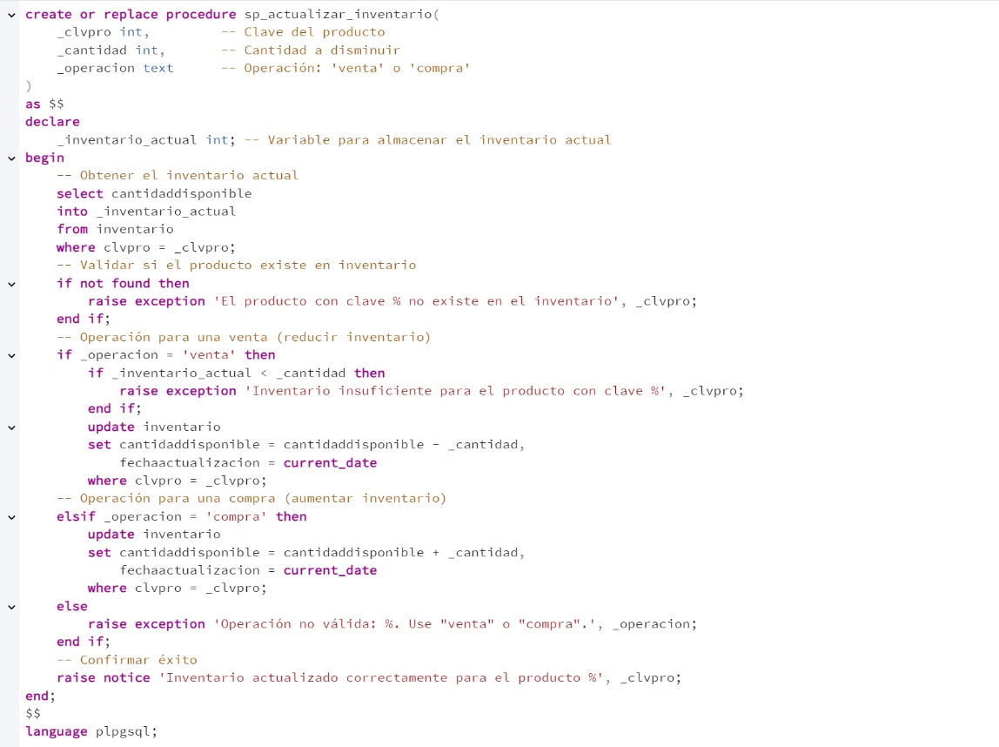 create or replace procedure sp_actualizar_inventario(
    _clvpro int,         -- Clave del producto
    _cantidad int,       -- Cantidad a disminuir
    _operacion text      -- Operación: 'venta' o 'compra'
)
as $$
declare
    _inventario_actual int; -- Variable para almacenar el inventario actual
begin
    -- Obtener el inventario actual
    select cantidaddisponible
    into _inventario_actual
    from inventario
    where clvpro = _clvpro;
    -- Validar si el producto existe en inventario
    if not found then
        raise exception 'El producto con clave % no existe en el inventario', _clvpro;
    end if;
    -- Operación para una venta (reducir inventario)
    if _operacion = 'venta' then
        if _inventario_actual < _cantidad then
            raise exception 'Inventario insuficiente para el producto con clave %', _clvpro;
        end if;
        update inventario
        set cantidaddisponible = cantidaddisponible - _cantidad,
            fechaactualizacion = current_date
        where clvpro = _clvpro;
    -- Operación para una compra (aumentar inventario)
    elsif _operacion = 'compra' then
        update inventario
        set cantidaddisponible = cantidaddisponible + _cantidad,
            fechaactualizacion = current_date
        where clvpro = _clvpro;
    else
        raise exception 'Operación no válida: %. Use "venta" o "compra".', _operacion;
    end if;
    -- Confirmar éxito
    raise notice 'Inventario actualizado correctamente para el producto %', _clvpro;
end;
$$
language plpgsql;